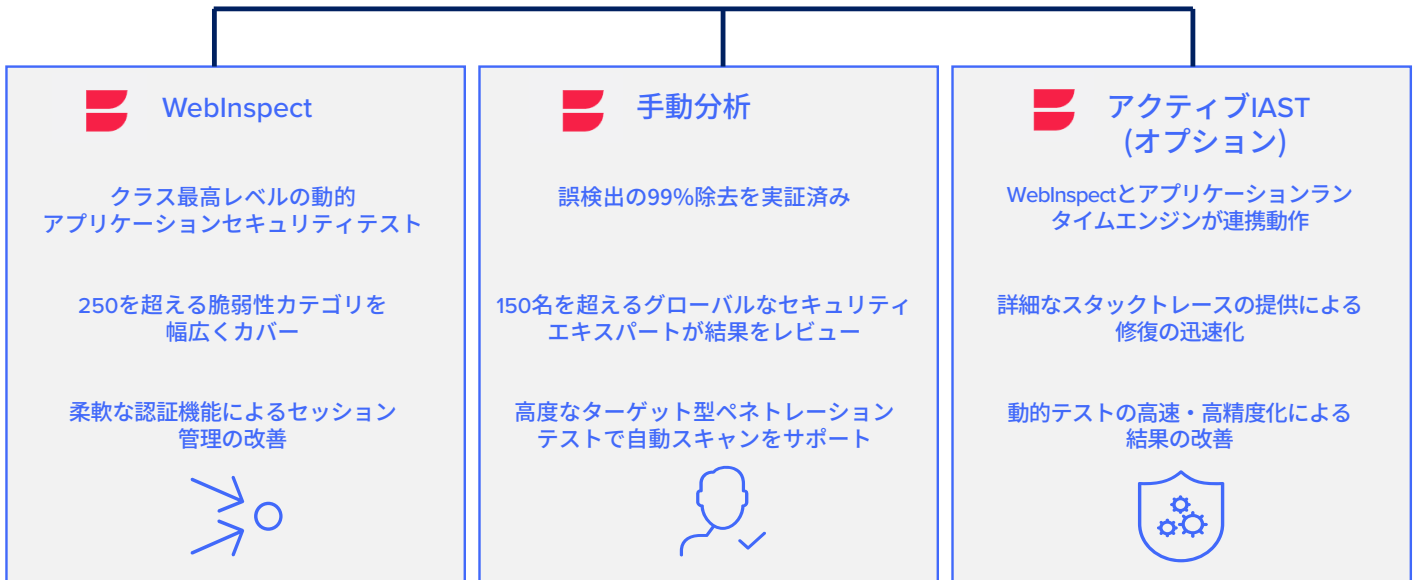 WebInspect
クラス最高レベルの動的
アプリケーションセキュリティテスト
250を超える脆弱性カテゴリを
幅広くカバー
柔軟な認証機能によるセッション
管理の改善
手動分析
誤検出の99%除去を実証済み
150名を超えるグローバルなセキュリティ
エキスパートが結果をレビュー
高度なターゲット型ペネトレーション
テストで自動スキャンをサポート
アクティブIAST
(オプション)
WebInspectとアプリケーションラン
タイムエンジンが連携動作
詳細なスタックトレースの提供による
修復の迅速化
動的テストの高速・高精度化による
結果の改善